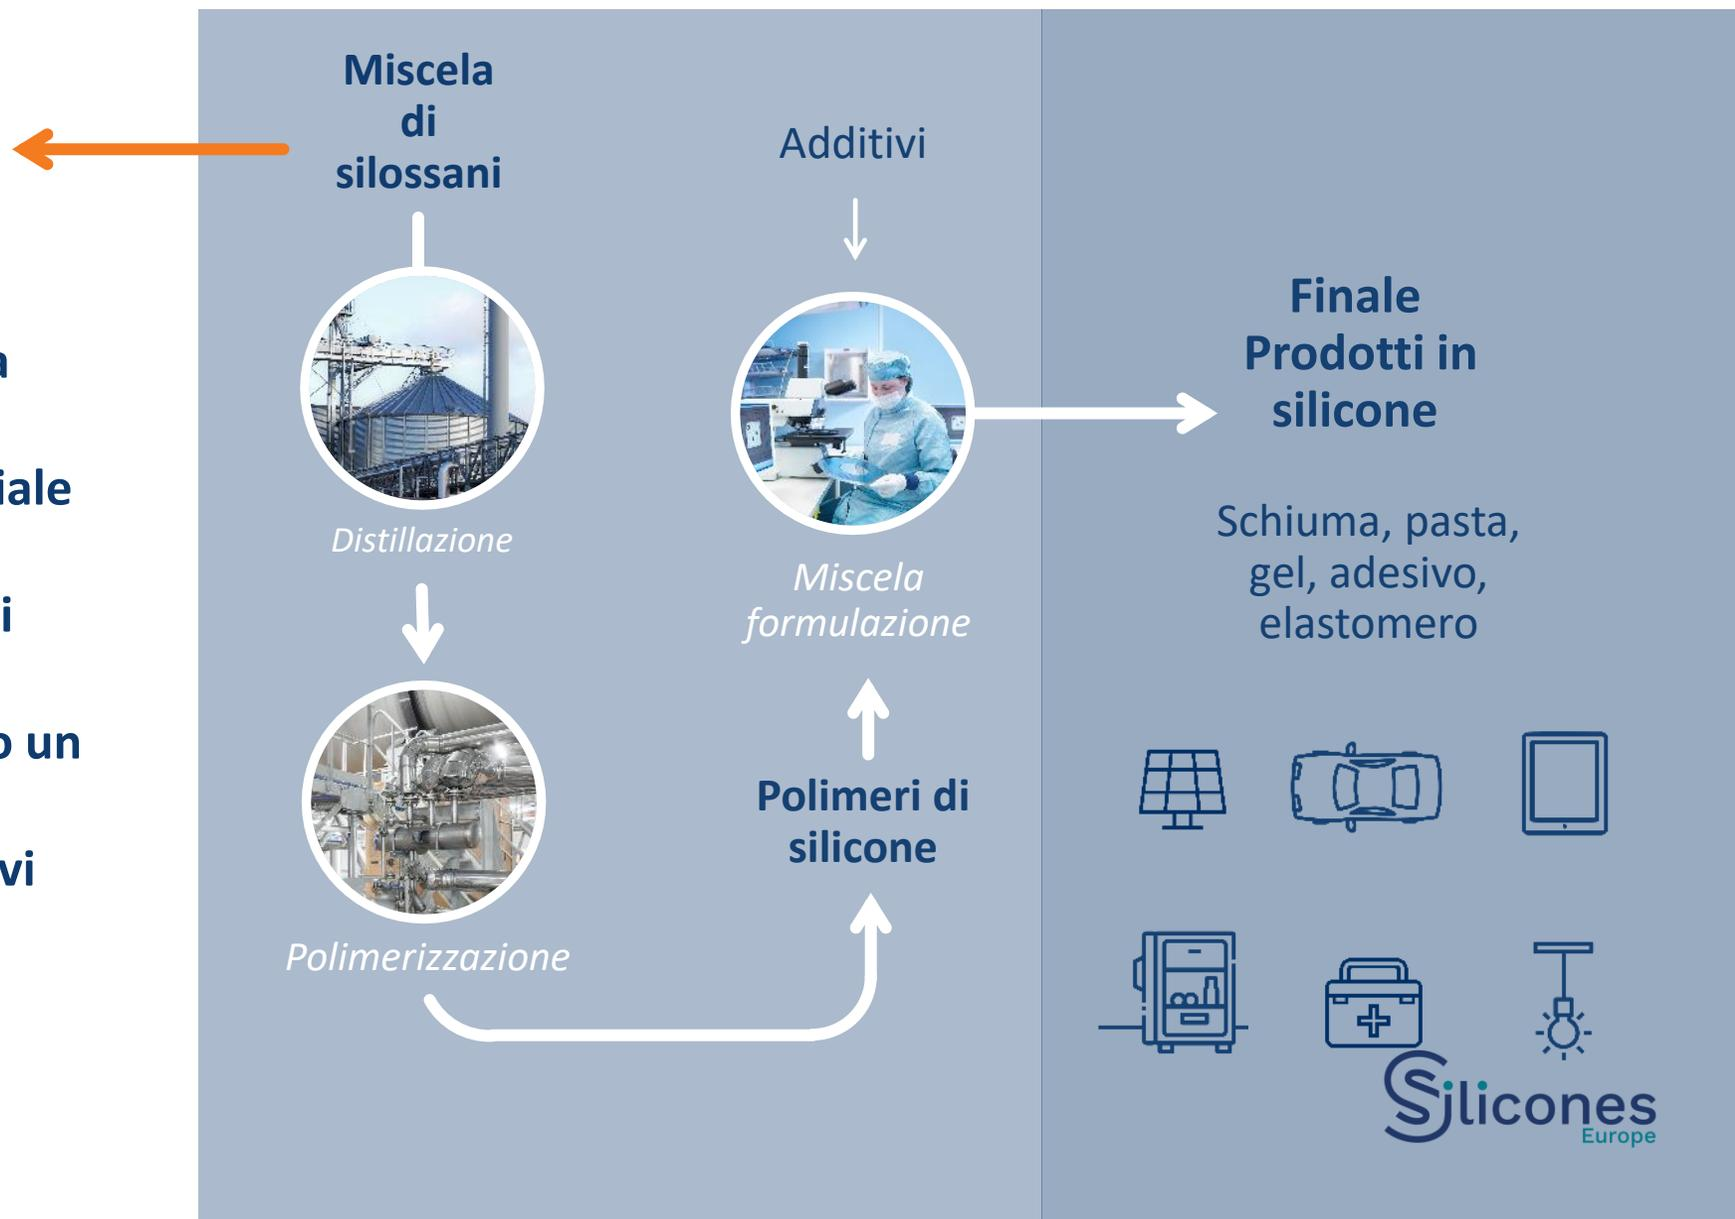 a
iale
i
o un
vi
Miscela
di
silossani
Distillazione
Polimerizzazione
Additivi
Miscela
formulazione
Polimeri di
silicone
Finale
Prodotti in
silicone
Schiuma, pasta,
gel, adesivo,
elastomero
Silicones
Europe